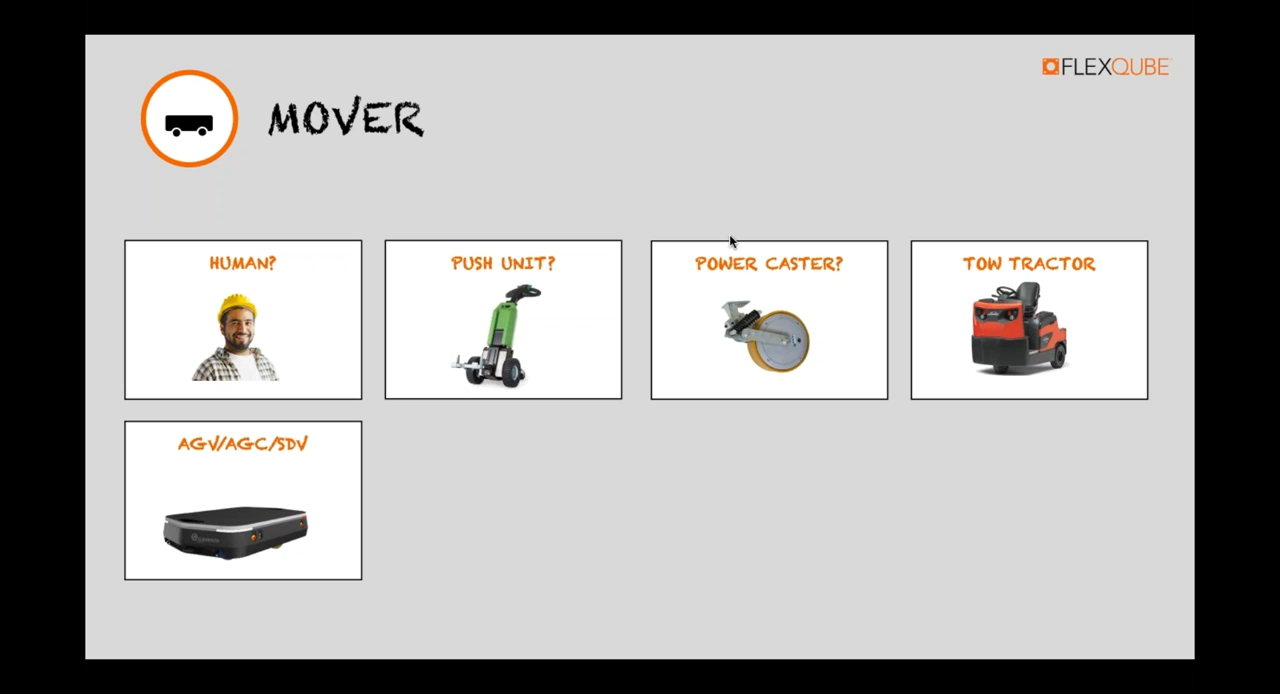 FLEXQUBE
MOVER
HUMAN?
PUSH UNIT?
POWER CASTER?
TOW TRACTOR
AGV/AGC/SDV